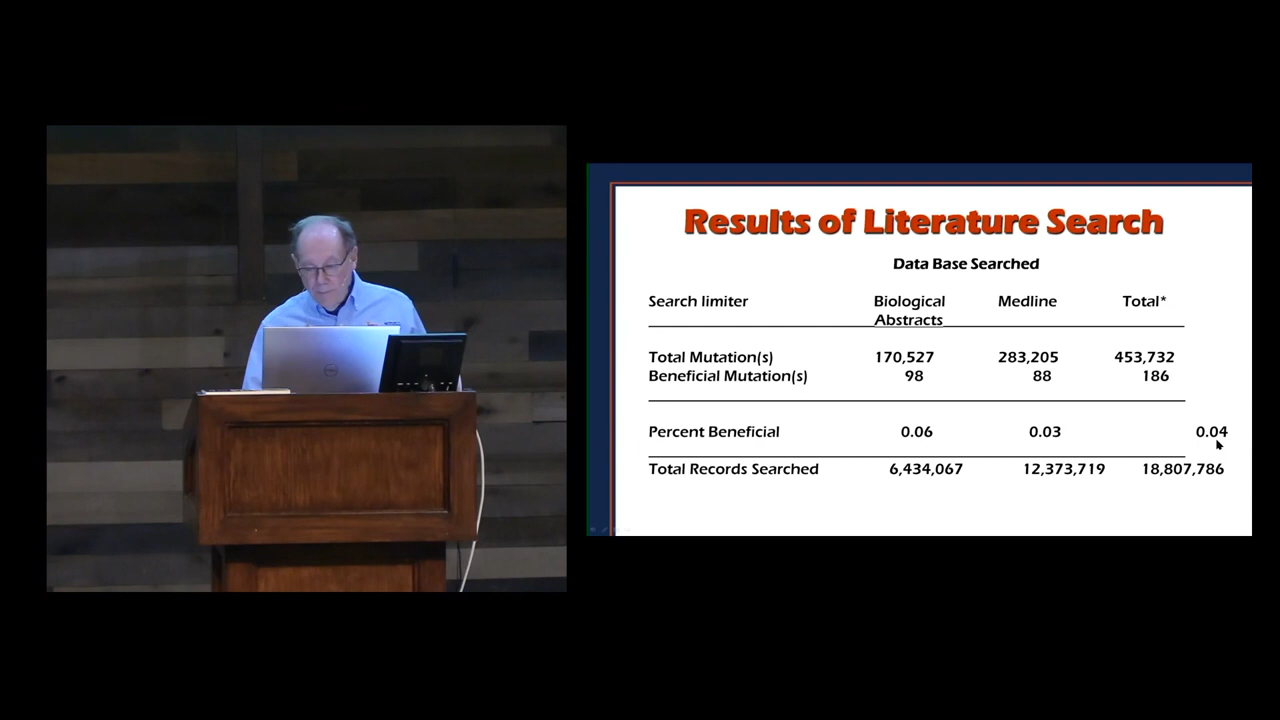 Results of Literature Search
Data Base Searched
Search limiter Biological Abstracts Medline Total*
Total Mutation(s) 170,527 283,205 453,732
Beneficial Mutation(s) 98 88 186
Percent Beneficial 0.06 0.03 0.04
Total Records Searched 6,434,067 12,373,719 18,807,786